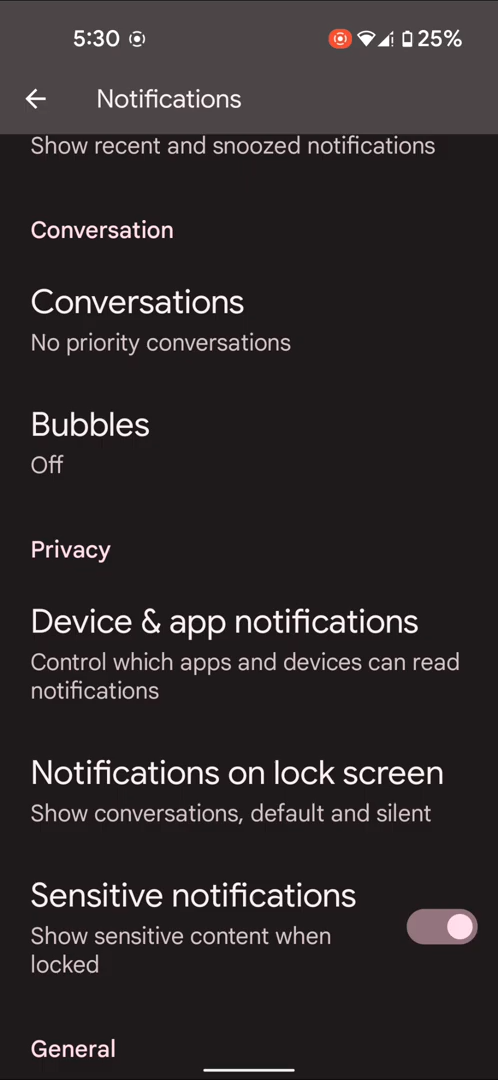 5:30
25%
Notifications
Show recent and snoozed notifications
Conversation
Conversations
No priority conversations
Bubbles
Off
Privacy
Device & app notifications
Control which apps and devices can read
notifications
Notifications on lock screen
Show conversations, default and silent
Sensitive notifications
Show sensitive content when
locked
General